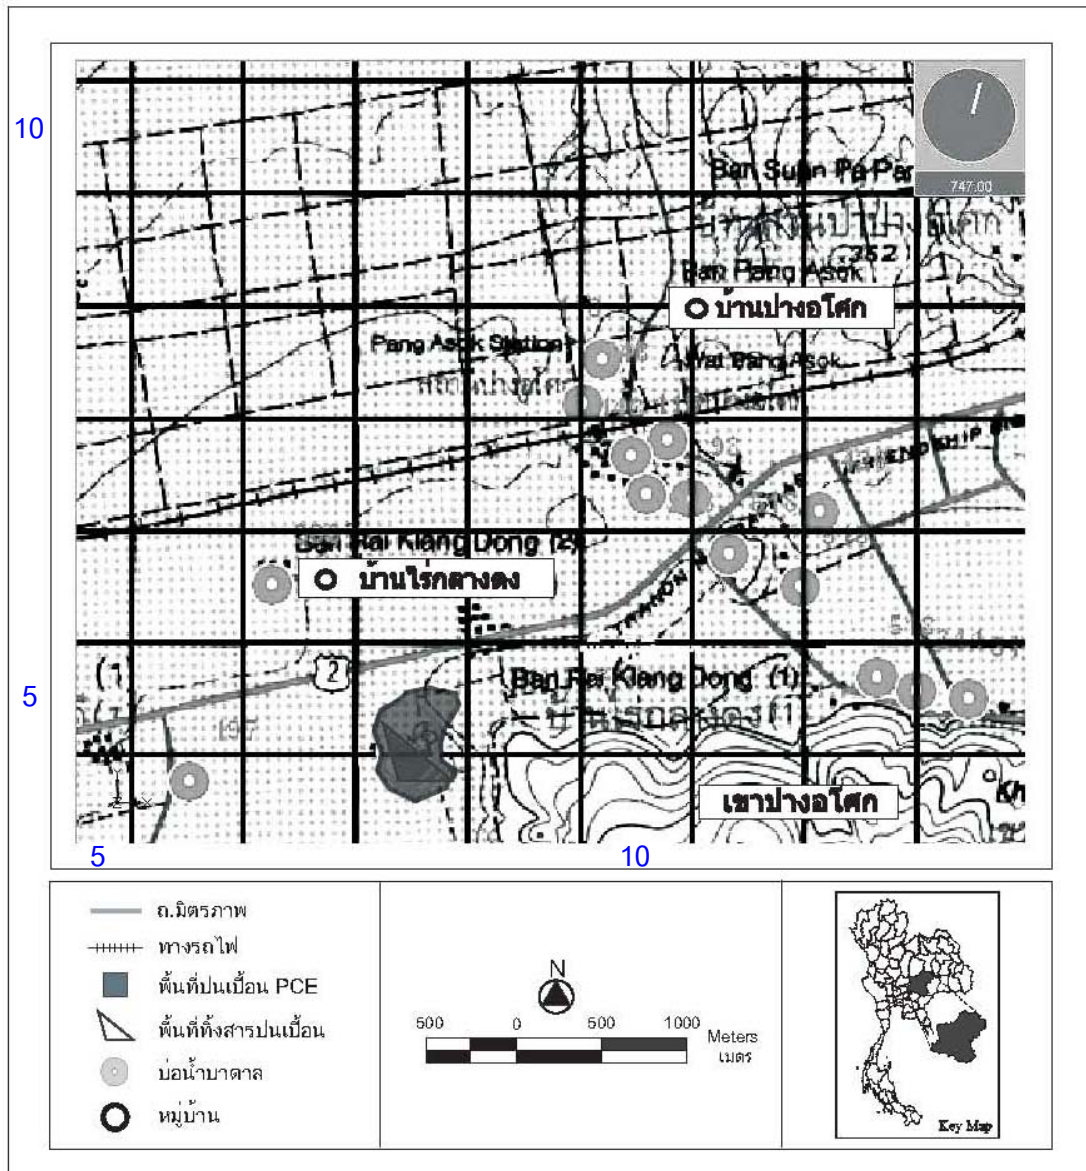 10
Ban Suan Pa Pan
747.00
.352
Ban Pang Asok
บ้านปางอโศก
Pang Asok Station
Wat Pang Asok
FRIENDSHIP
Ban Rai Klang Dong (2)
บ้านไร่กลางดง
THANON
2
Ban Rai Klang Dong (1)
5
เขาปางอโศก
Kh
5
10
ถ.มิตรภาพ
ทางรถไฟ
พื้นที่ปนเปื้อน PCE
พื้นที่ทิ้งสารปนเปื้อน
บ่อน้ำบาดาล
หมู่บ้าน
N
500 0 500 1000 Meters
เมตร
Key Map